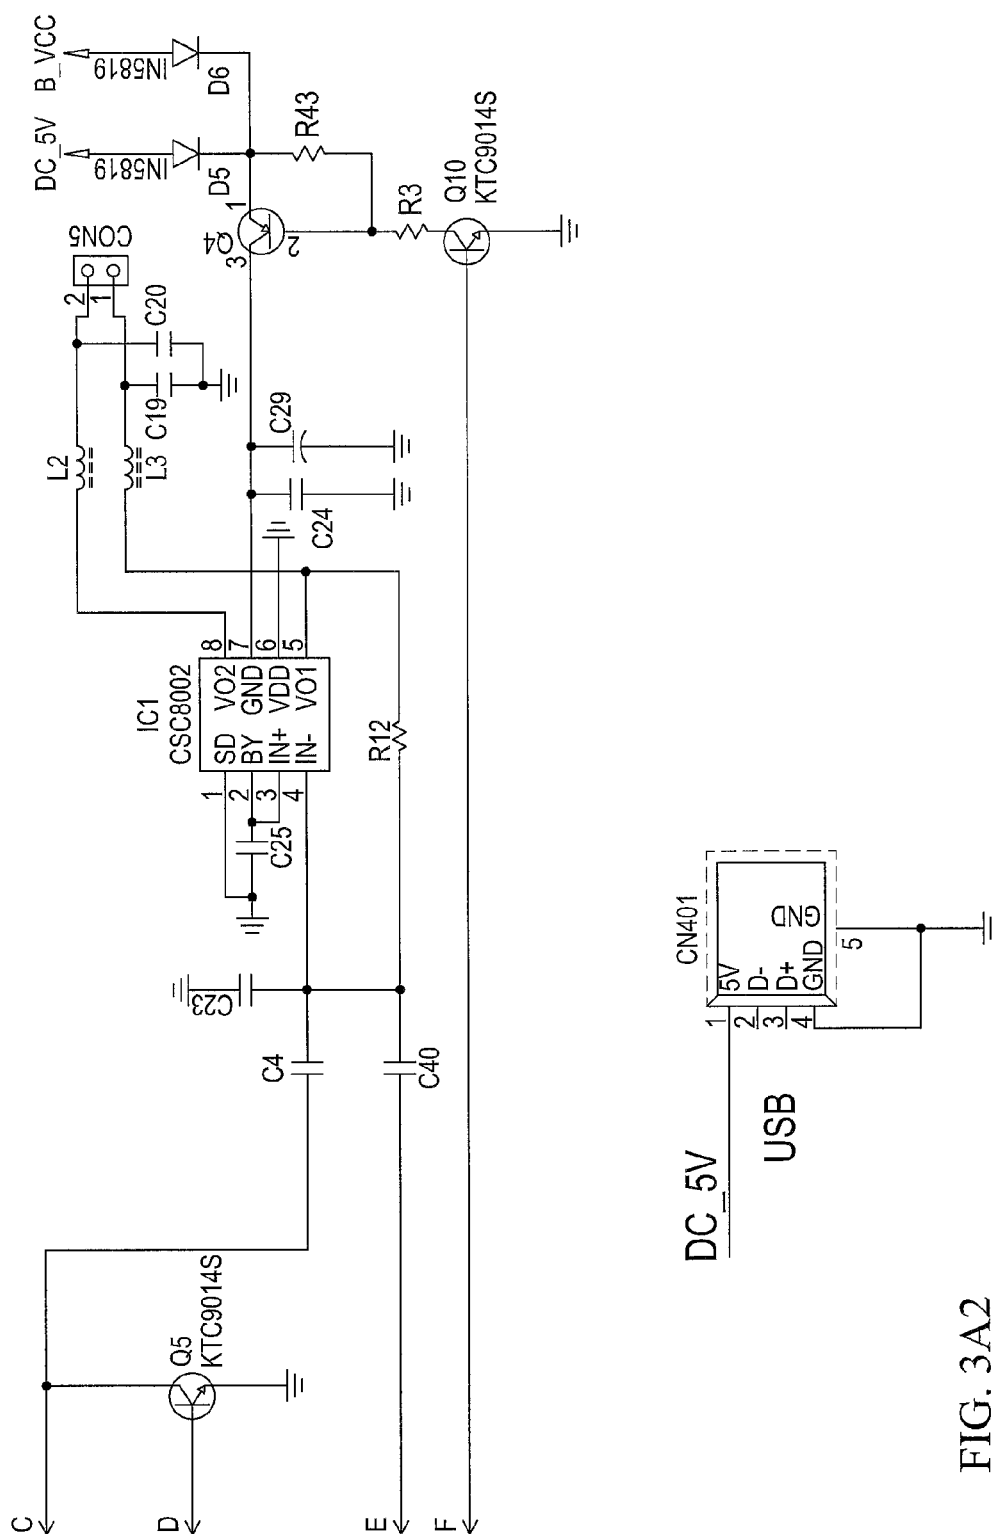 B_VCC
IN5819
D6
DC_5V
IN5819
D5
R43
CON5
2
1
C20
C19
L2
L3
1
Q4
3
2
R3
Q10
KTC9014S
C29
C24
IC1
CSC8002
8
7
6
5
VO2
GND
VDD
VO1
SD
BY
IN+
IN-
1
2
3
4
C25
R12
C23
C4
C40
Q5
KTC9014S
C
D
E
F
CN401
5V
D-
D+
GND
GND
5
1
2
3
4
DC_5V
USB
FIG. 3A2